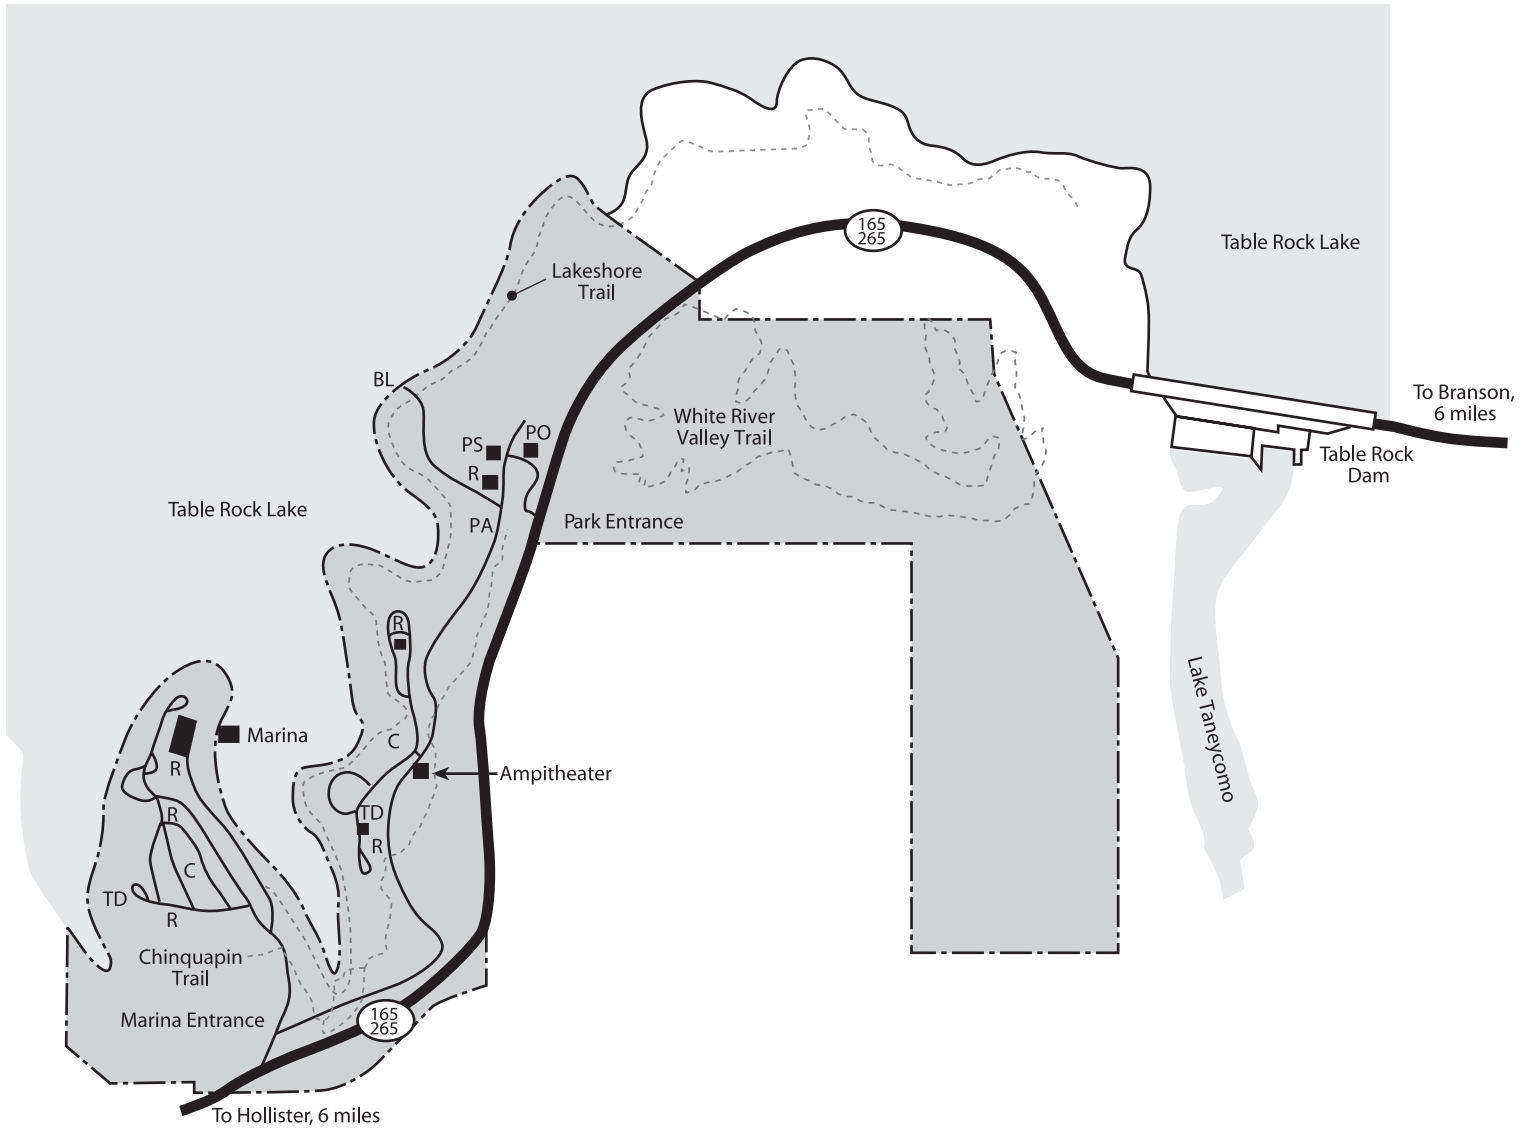 165
265
Table Rock Lake
Lakeshore
Trail
BL
To Branson,
6 miles
White River
Valley Trail
PO
PS
R
Table Rock
Dam
Table Rock Lake
PA
Park Entrance
R
Lake Taneycomo
Marina
C
R
Ampitheater
TD
R
R
C
TD
R
Chinquapin
Trail
Marina Entrance
165
265
To Hollister, 6 miles